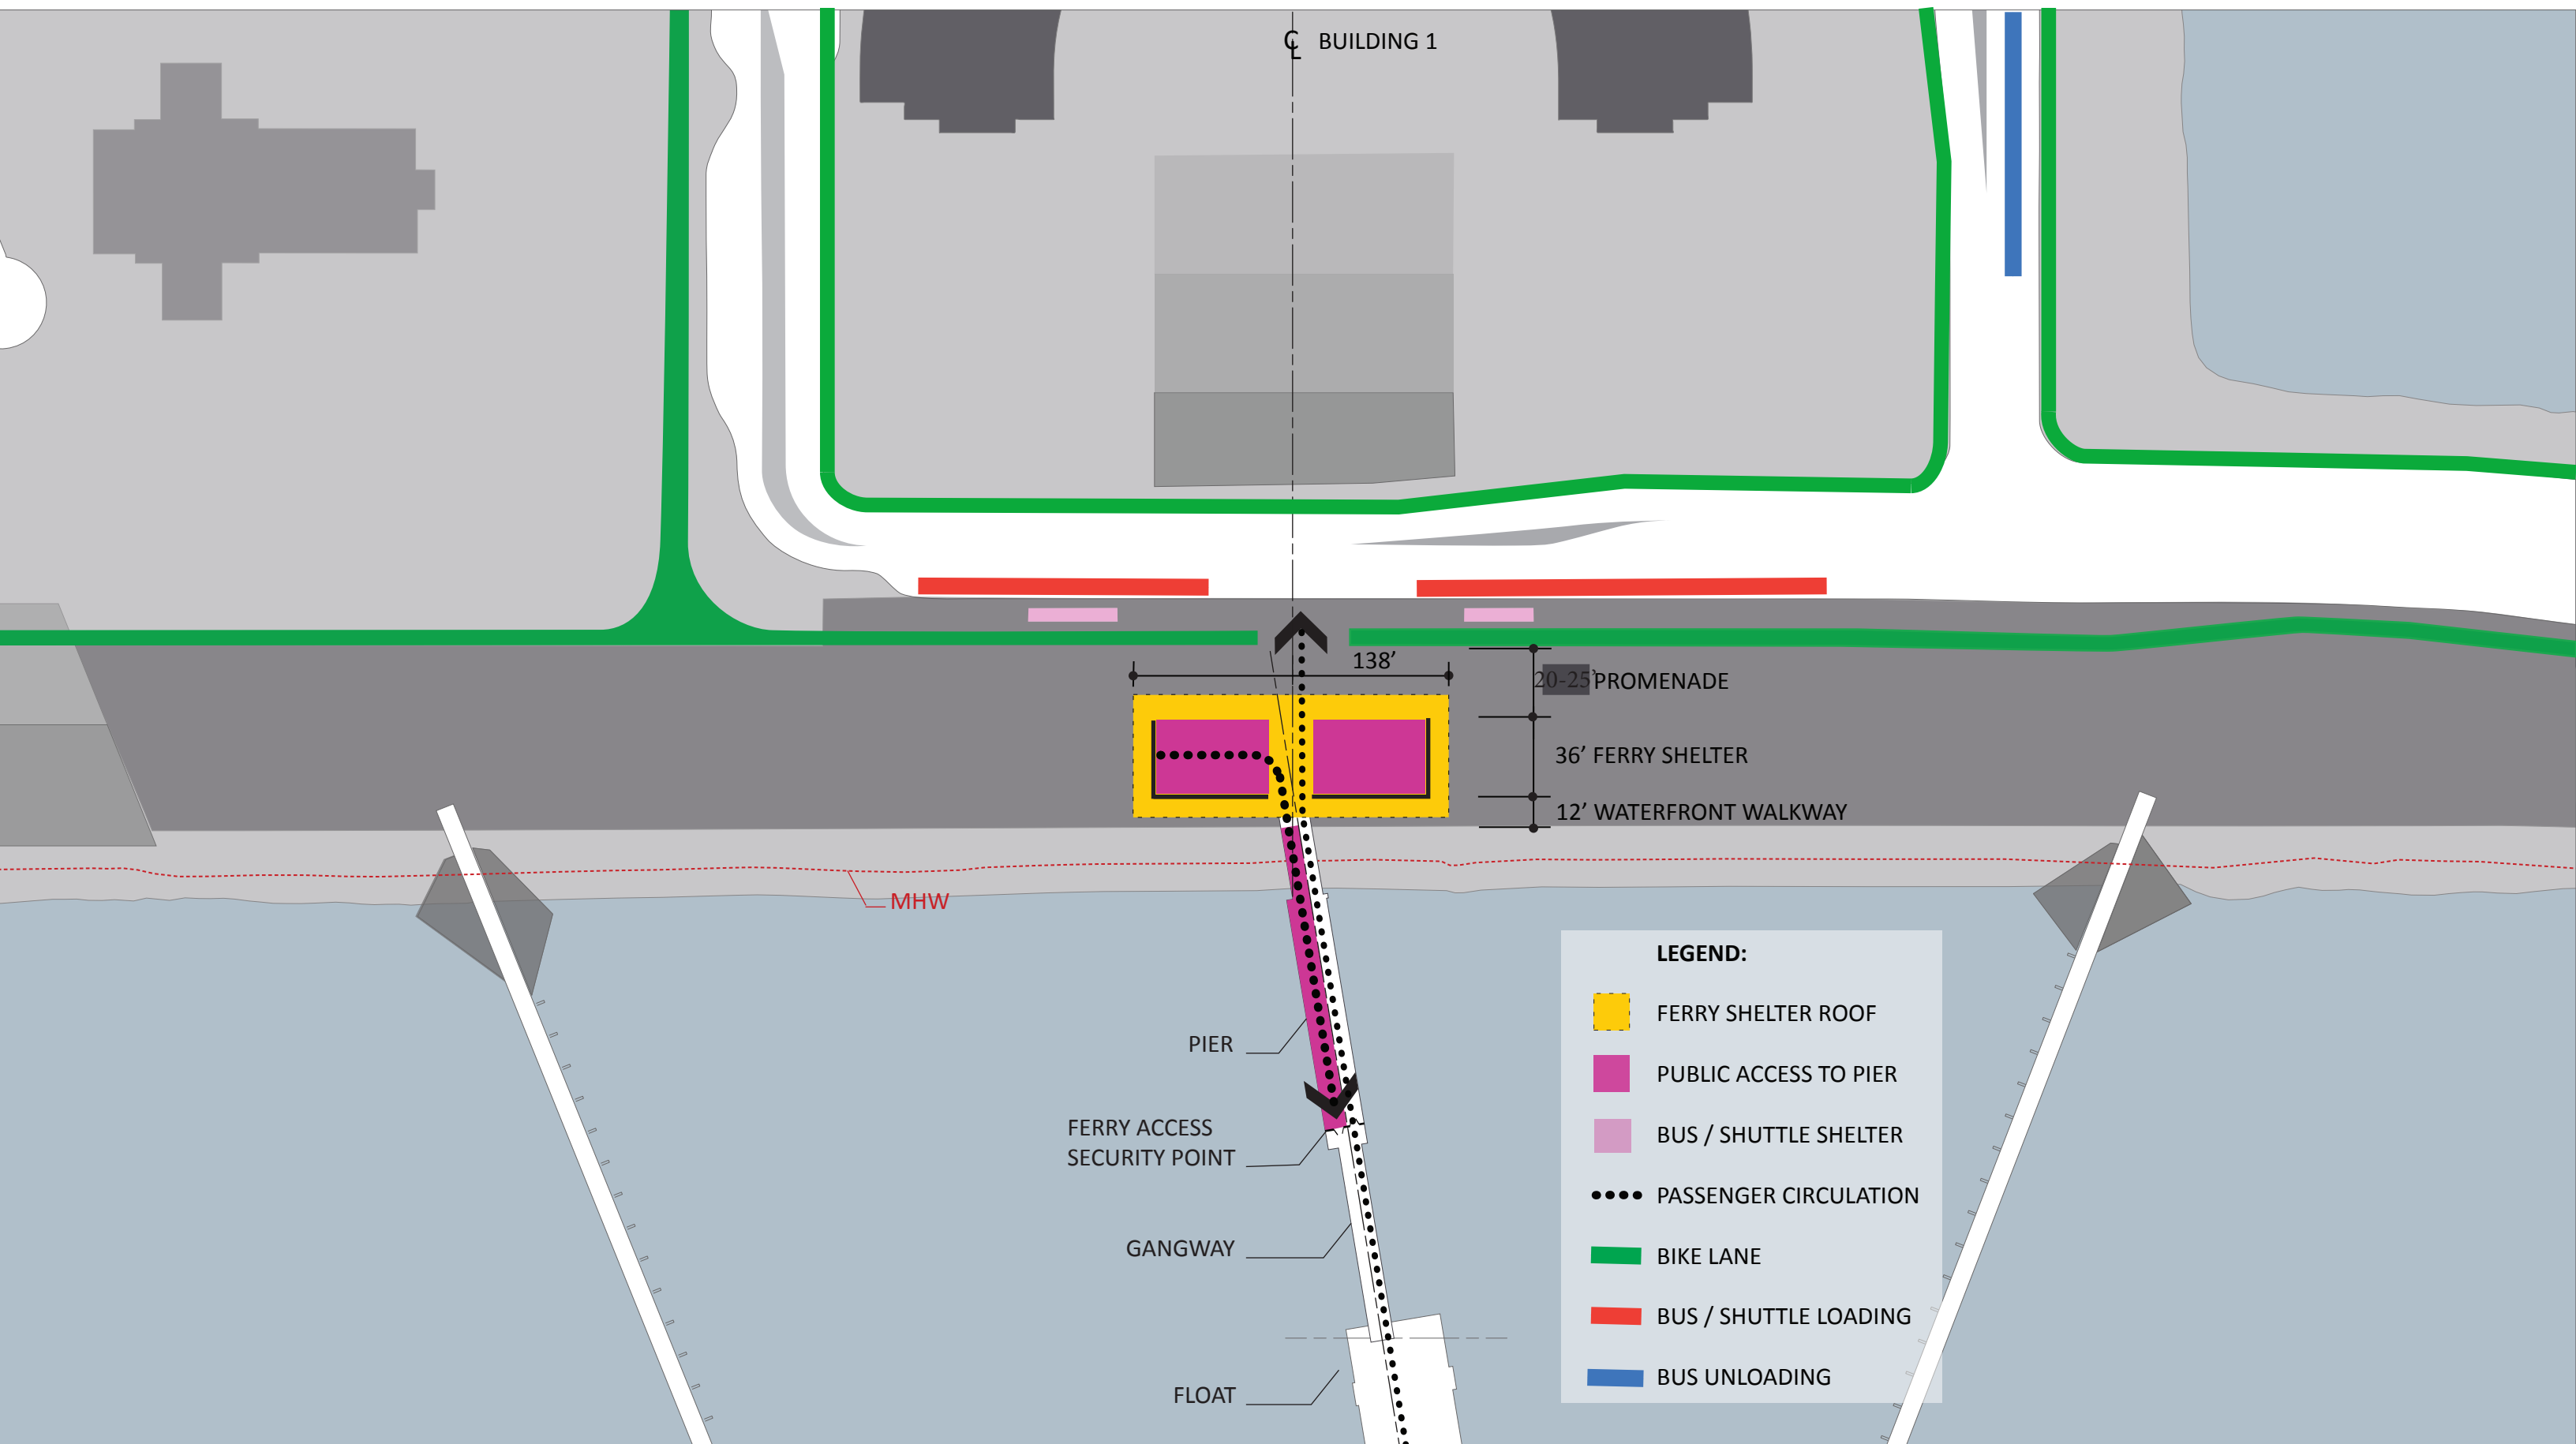 ℄ BUILDING 1
138’
20-25’ PROMENADE
36’ FERRY SHELTER
12’ WATERFRONT WALKWAY
MHW
PIER
FERRY ACCESS
SECURITY POINT
GANGWAY
FLOAT
LEGEND:
FERRY SHELTER ROOF
PUBLIC ACCESS TO PIER
BUS / SHUTTLE SHELTER
PASSENGER CIRCULATION
BIKE LANE
BUS / SHUTTLE LOADING
BUS UNLOADING